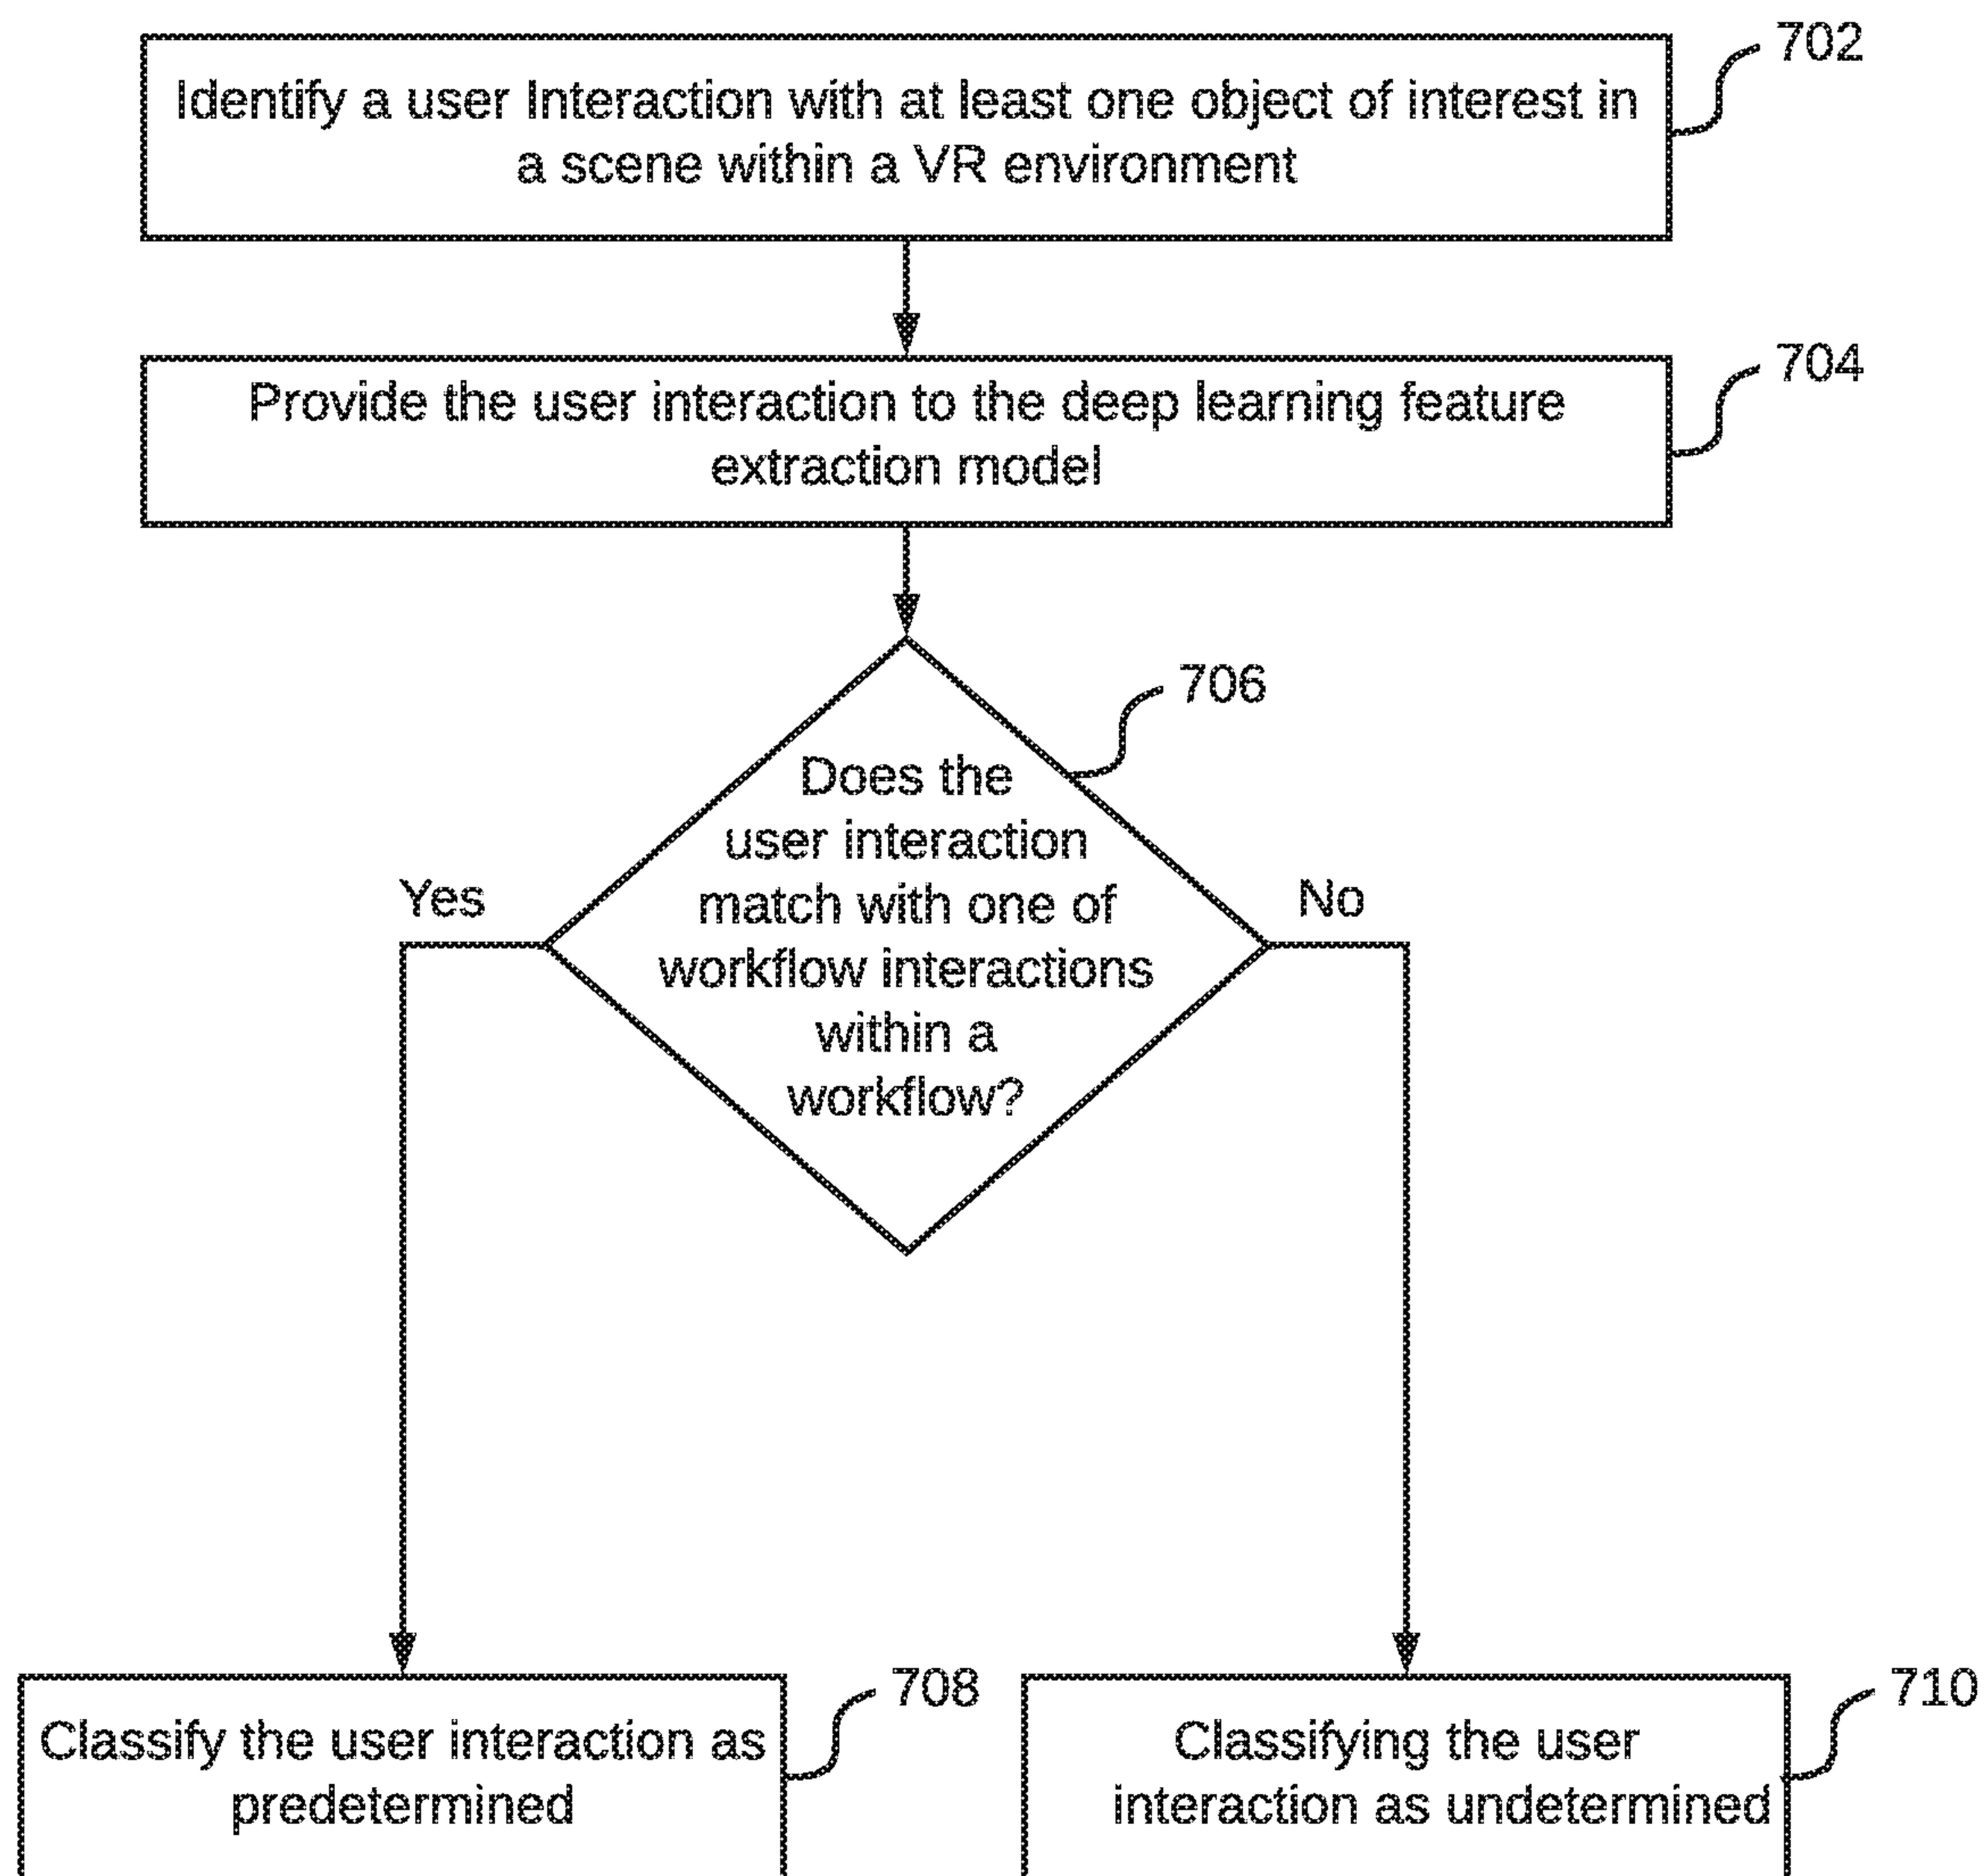 702
Identify a user Interaction with at least one object of interest in
a scene within a VR environment
704
Provide the user interaction to the deep learning feature
extraction model
706
Does the
user interaction
match with one of
workflow interactions
within a
workflow?
Yes
No
708
Classify the user interaction as
predetermined
710
Classifying the user
interaction as undetermined